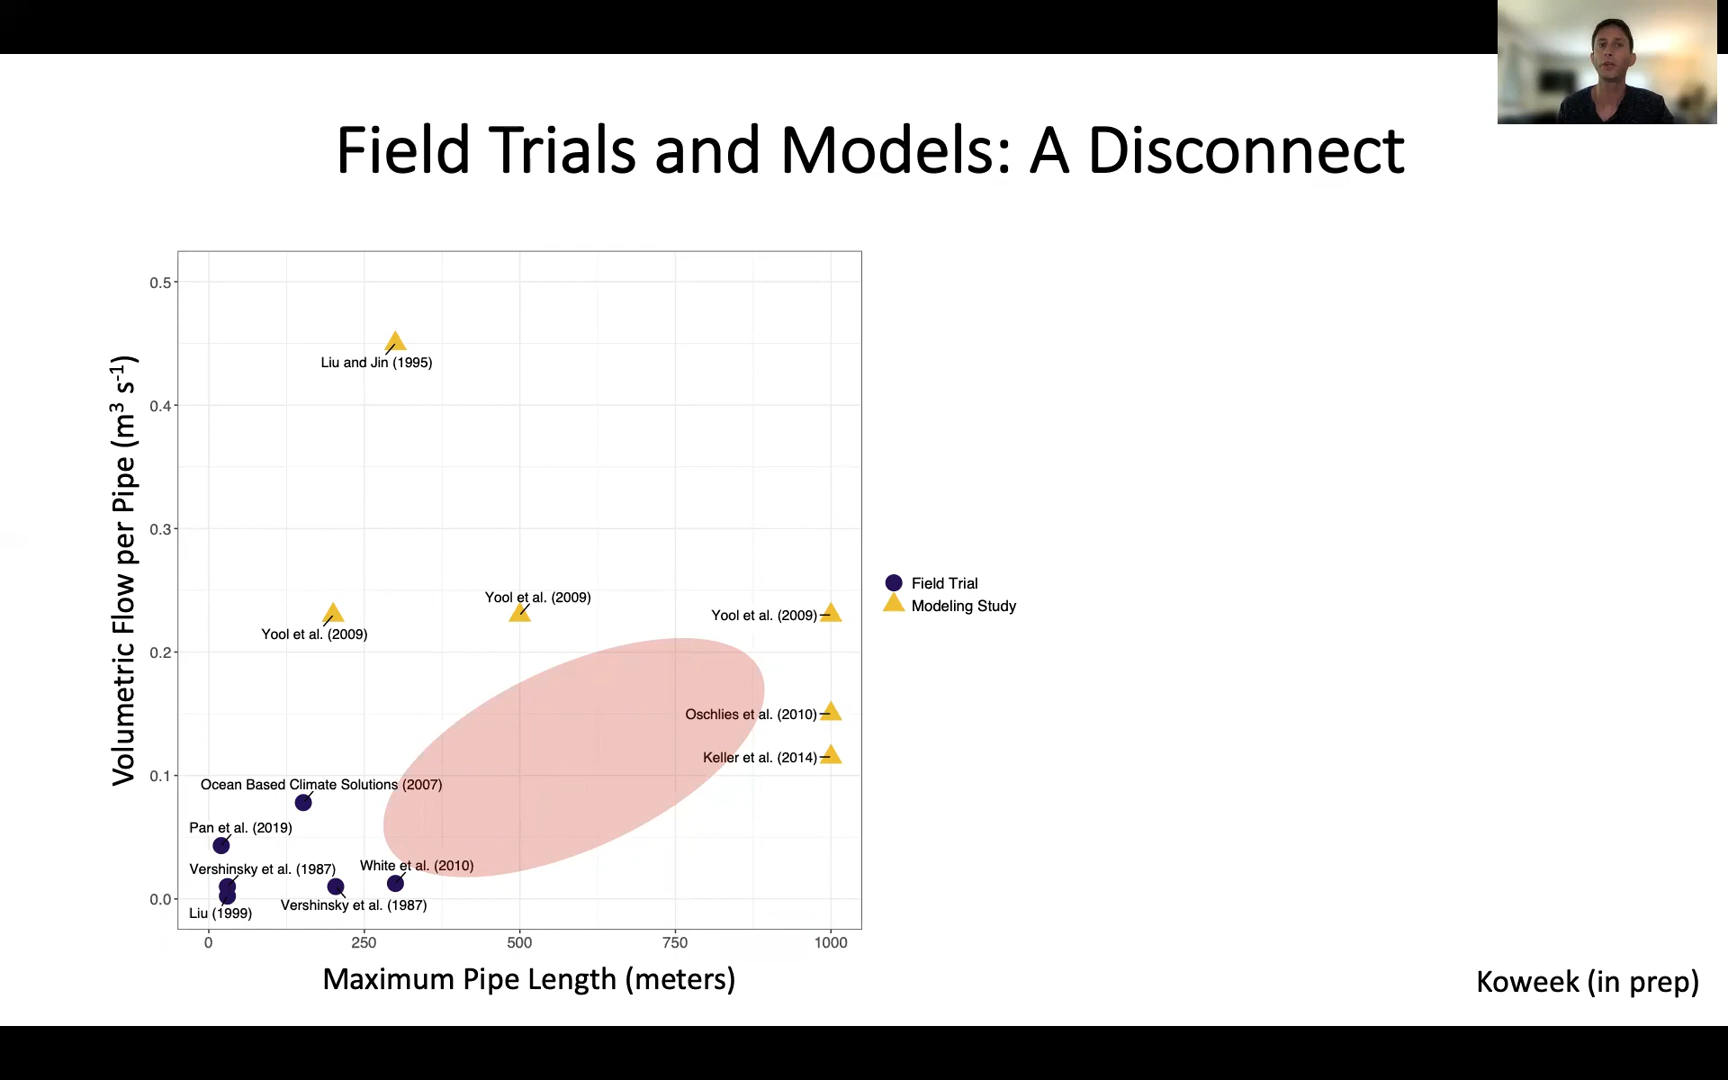 Field Trials and Models: A Disconnect
0.5
0.4
0.3
0.2
0.1
0.0
Volumetric Flow per Pipe (m³ s⁻¹)
Liu and Jin (1995)
Yool et al. (2009)
Yool et al. (2009)
Yool et al. (2009)
Oschlies et al. (2010)
Keller et al. (2014)
Ocean Based Climate Solutions (2007)
Pan et al. (2019)
Vershinsky et al. (1987)
White et al. (2010)
Vershinsky et al. (1987)
Liu (1999)
0
250
500
750
1000
Maximum Pipe Length (meters)
Field Trial
Modeling Study
Koweek (in prep)